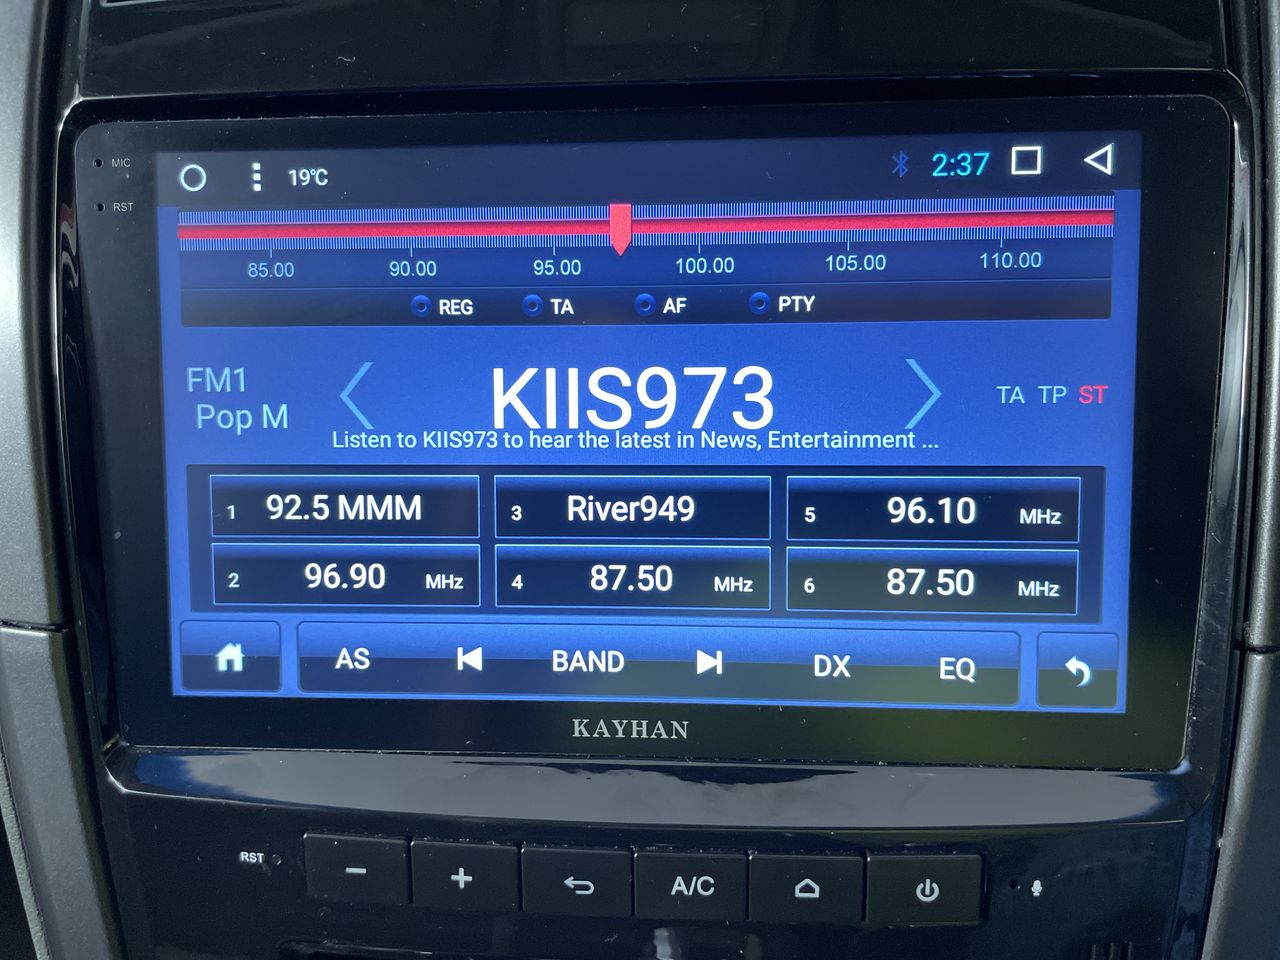 MIC
19°C
2:37
RST
85.00 90.00 95.00 100.00 105.00 110.00
REG TA AF PTY
FM1
Pop M
KIIS973
TA TP ST
Listen to KIIS973 to hear the latest in News, Entertainment ...
1 92.5 MMM
3 River949
5 96.10 MHz
2 96.90 MHz
4 87.50 MHz
6 87.50 MHz
AS BAND DX EQ
KAYHAN
RST
- + A/C